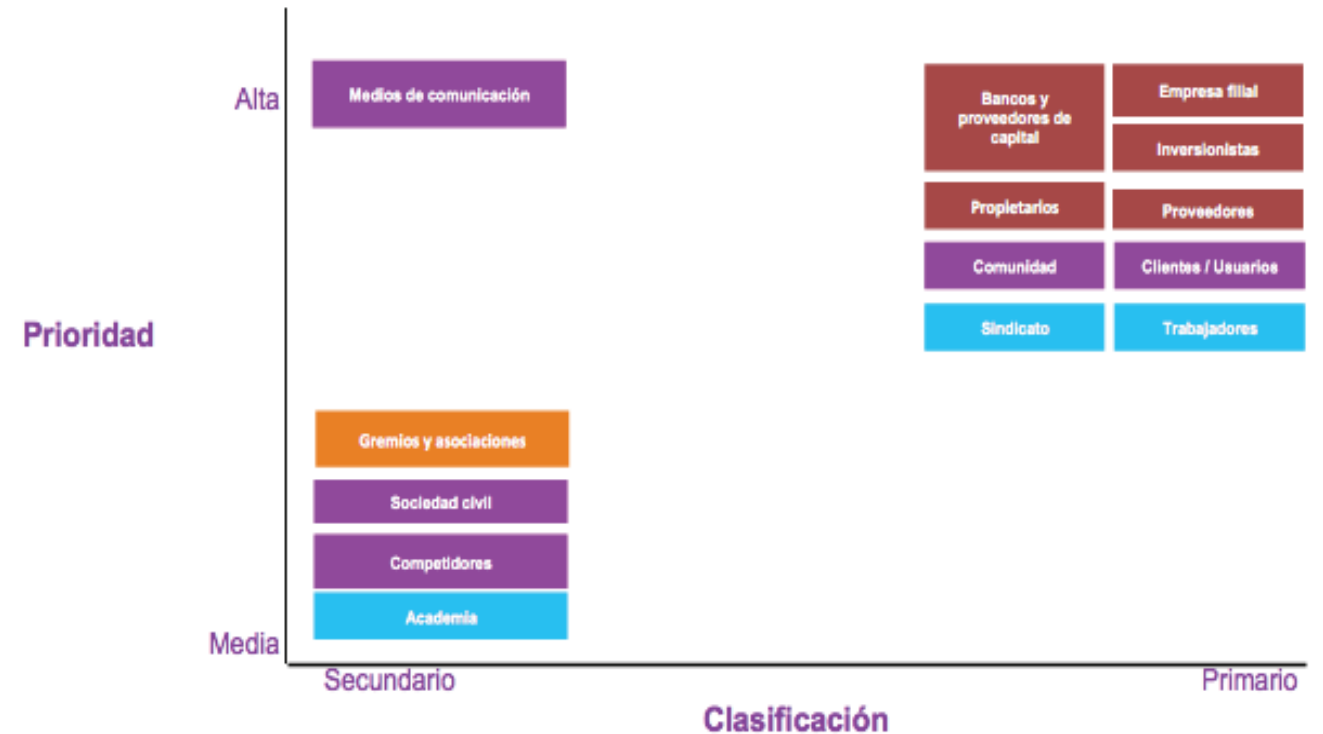 Alta
Medios de comunicación
Bancos y
proveedores de
capital
Empresa filial
Inversionistas
Propietarios
Proveedores
Comunidad
Clientes / Usuarios
Sindicato
Trabajadores
Prioridad
Gremios y asociaciones
Sociedad civil
Competidores
Academia
Media
Secundario
Primario
Clasificación